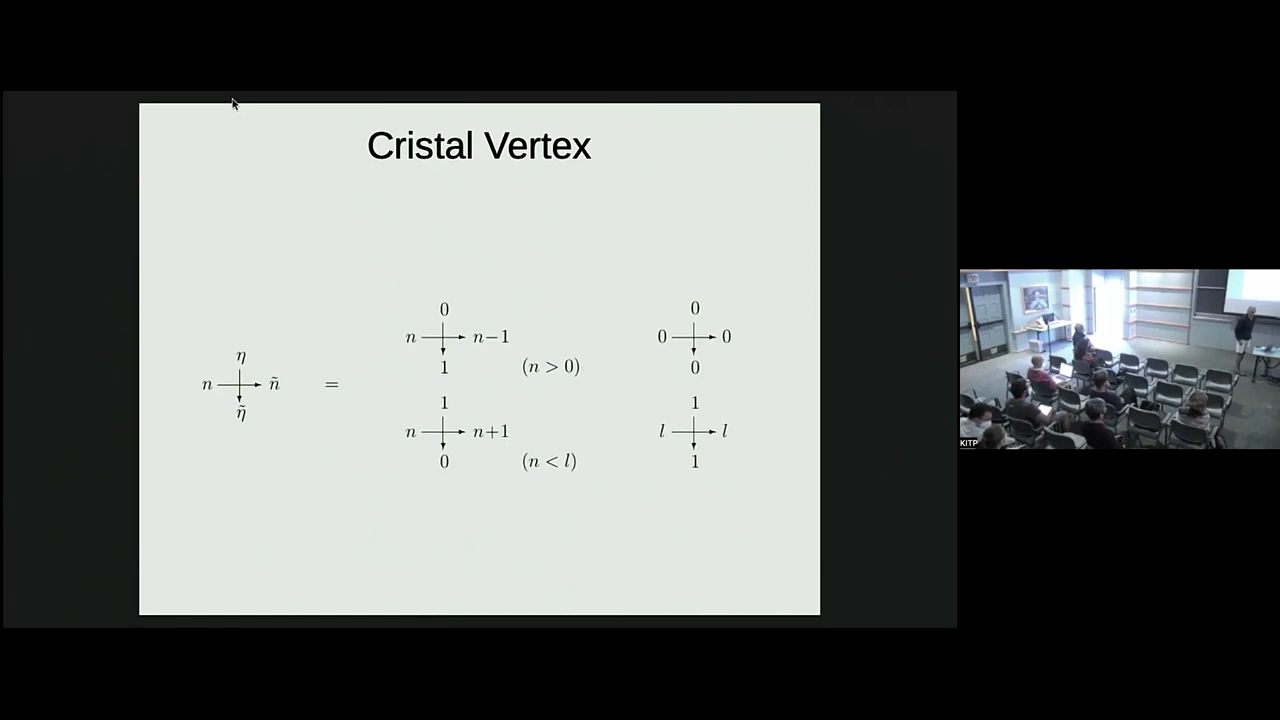 Cristal Vertex
η
n ñ
η̃
=
0
n n−1
1 (n > 0)
1
n n+1
0 (n < l)
0
0 0
0
1
l l
1
KITP